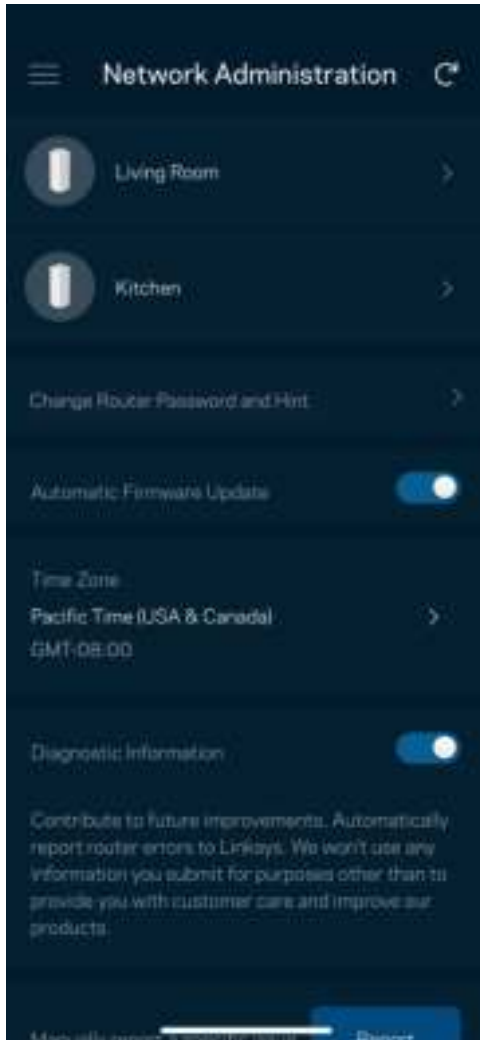 Network Administration
Living Room
Kitchen
Change Router Password and Hint
Automatic Firmware Update
Time Zone
Pacific Time (USA & Canada)
GMT-08:00
Diagnostic Information
Contribute to future improvements. Automatically
report router errors to Linksys. We won't use any
information you submit for purposes other than to
provide you with customer care and improve our
products.
Manually report
Report